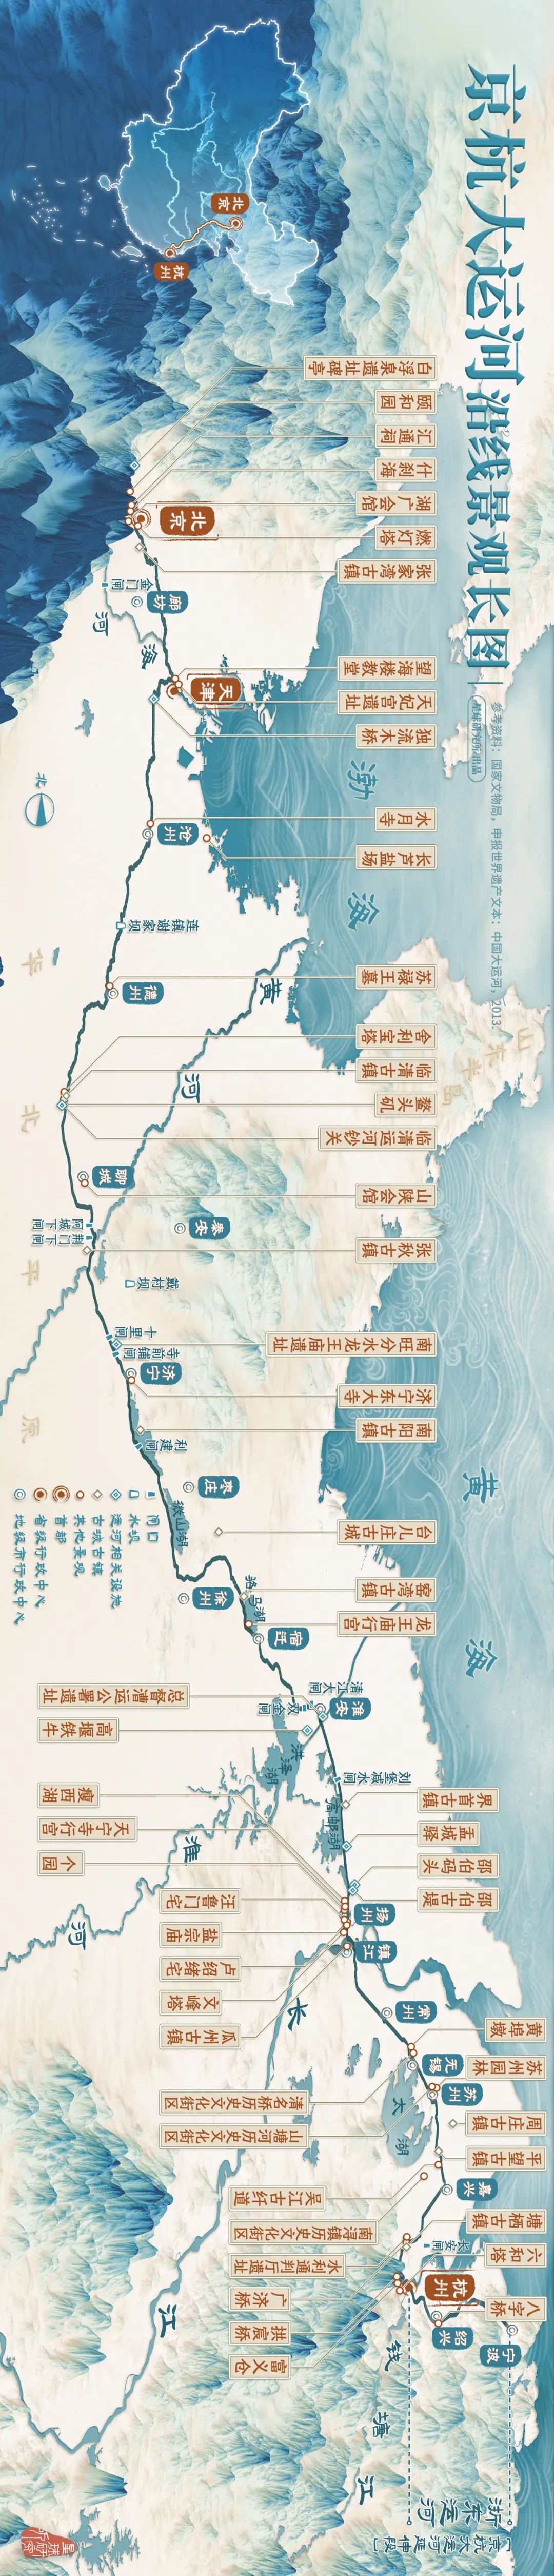 京杭大运河沿线景观长图
参考资料：国家文物局，申报世界遗产文本：中国大运河，2013.
星球研究所出品
山东半岛
渤海
黄海
白浮泉遗址碑亭
颐和园
汇通祠
什刹海
湖广会馆
燃灯塔
张家湾古镇
望海楼教堂
天妃宫遗址
独流木桥
水月寺
长芦盐场
苏禄王墓
舍利宝塔
临清古镇
鳌头矶
临清运河钞关
山陕会馆
张秋古镇
南旺分水龙王庙遗址
济宁东大寺
南阳古镇
台儿庄古城
窑湾古镇
龙王庙行宫
界首古镇
孟城驿
邵伯码头
邵伯古堤
黄埠墩
苏州园林
周庄古镇
平望古镇
塘栖古镇
六和塔
八字桥
北京
杭州
北京
廊坊
金门闸
海河
天津
沧州
连镇谢家坝
德州
黄河
聊城
泰安
阿城下闸
荆门下闸
戴村坝
十里闸
寺前铺闸
济宁
利建闸
枣庄
微山湖
徐州
骆马湖
宿迁
清江大闸
淮安
双金闸
洪泽湖
刘堡减水闸
高邮湖
扬州
镇江
常州
无锡
苏州
太湖
嘉兴
长安闸
杭州
绍兴
宁波
浙东运河
［京杭大运河延伸段］
钱塘江
长江
淮河
总督漕运公署遗址
高堰铁牛
瘦西湖
天宁寺行宫
个园
汪鲁门宅
盐宗庙
卢绍绪宅
文峰塔
瓜州古镇
清名桥历史文化街区
山塘河历史文化街区
吴江古纤道
南浔镇历史文化街区
水利通判厅遗址
广济桥
拱宸桥
富义仓
北
华北平原
闸口
水坝
运河相关设施
古城古镇
其他景观
首都
省级行政中心
地级市行政中心
星球研究所